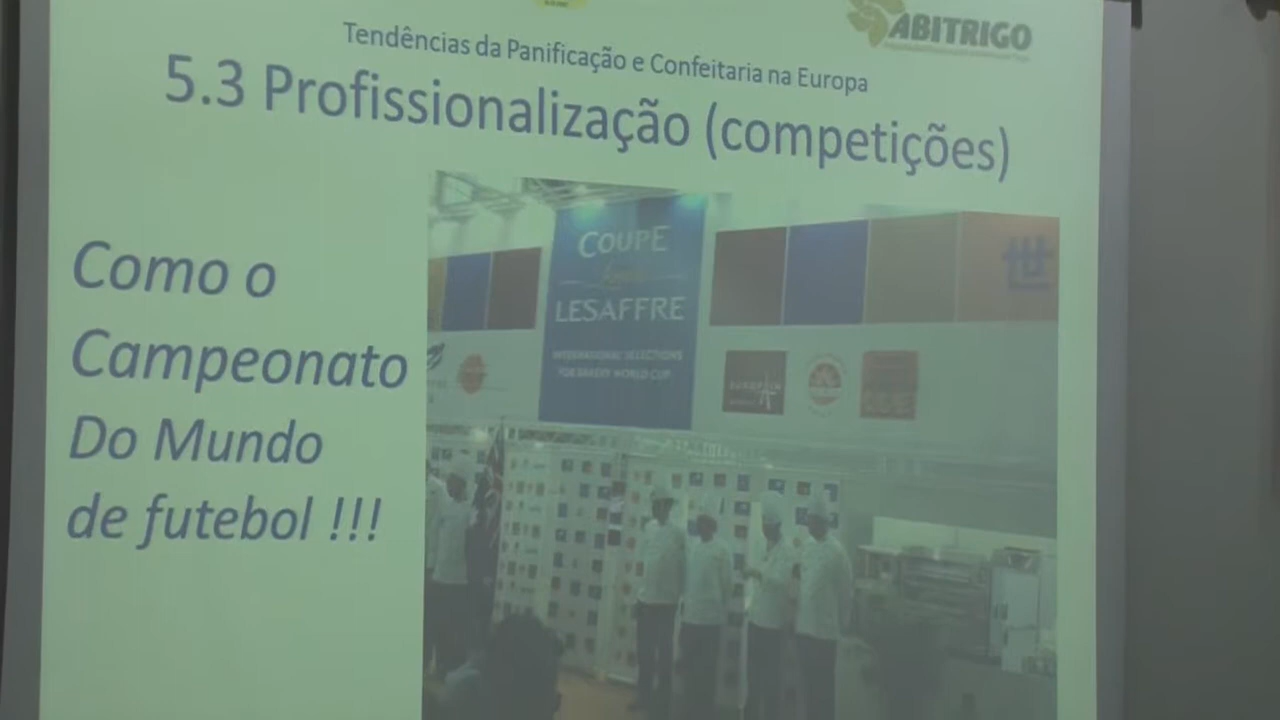 ABITRIGO
Tendências da Panificação e Confeitaria na Europa
5.3 Profissionalização (competições)
Como o
Campeonato
Do Mundo
de futebol !!!
COUPE
LESAFFRE
INTERNATIONAL SELECTIONS
FOR BAKERY WORLD CUP
EUROPAIN